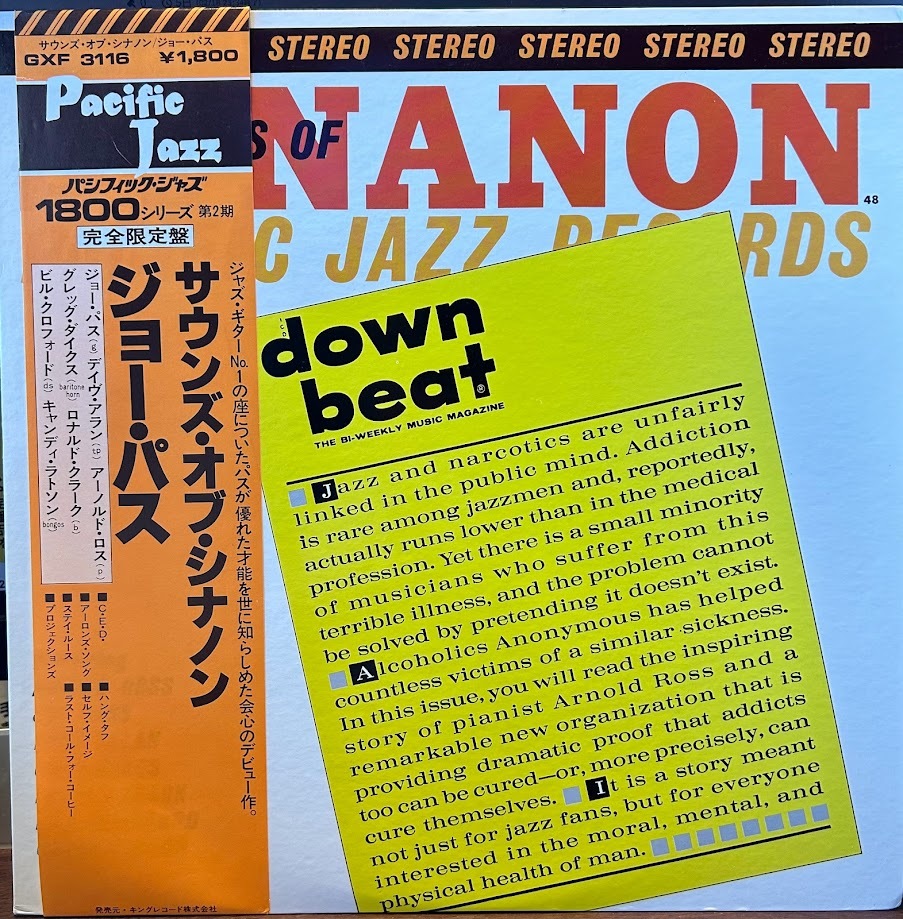 サウンズ・オブ・シナノン/ジョー・パス
GXF 3116 ¥1,800
Pacific
Jazz
パシフィック・ジャズ
1800シリーズ 第2期
完全限定盤
ジャズ・ギターNo.1の座についたパスが優れた才能を世に知らしめた会心のデビュー作。
サウンズ・オブ・シナノン
ジョー・パス
ジョー・パス(g) デイヴ・アラン(tp) アーノルド・ロス(p)
グレッグ・ダイクス(baritone horn) ロナルド・クラーク(b)
ビル・クロフォード(ds) キャンディ・ラトソン(bongos)
■C・E・D・
■アーロンズ・ソング
■ステイ・ルース
■プロジェクションズ
■ハング・タフ
■セルフ・イメージ
■ラスト・コール・フォー・コーヒー
発売元・キングレコード株式会社
STEREO STEREO STEREO STEREO STEREO
S OF NANON
48
C JAZZ RECORDS
down
beat®
THE BI-WEEKLY MUSIC MAGAZINE
Jazz and narcotics are unfairly
linked in the public mind. Addiction
is rare among jazzmen and, reportedly,
actually runs lower than in the medical
profession. Yet there is a small minority
of musicians who suffer from this
terrible illness, and the problem cannot
be solved by pretending it doesn't exist.
Alcoholics Anonymous has helped
countless victims of a similar sickness.
In this issue, you will read the inspiring
story of pianist Arnold Ross and a
remarkable new organization that is
providing dramatic proof that addicts
too can be cured—or, more precisely, can
cure themselves. It is a story meant
not just for jazz fans, but for everyone
interested in the moral, mental, and
physical health of man.